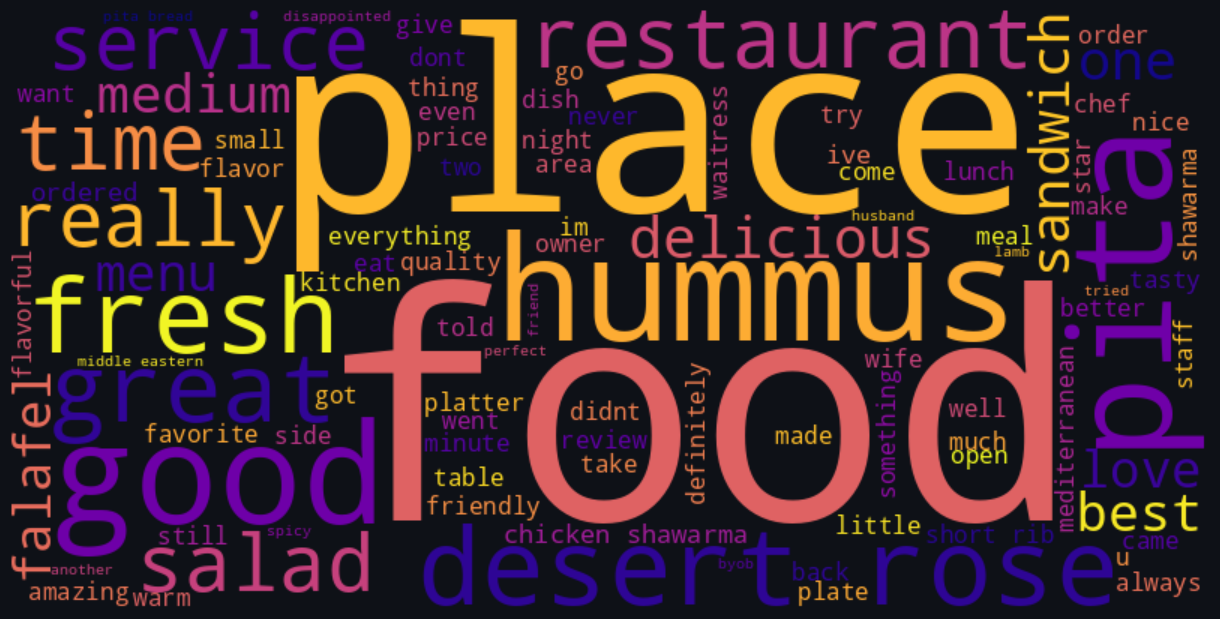 pita bread
disappointed
service
give
restaurant
sandwich
order
dont
place
go
one
want
medium
thing
dish
chef
even
never
waitress
try
nice
time
small
price
night
ive
star
pita
flavor
two
area
come
lunch
shawarma
ordered
really
make
husband
everything
im
owner
delicious
meal
lamb
menu
eat
quality
hummus
tasty
flavorful
kitchen
friend
tried
better
fresh
told
food
perfect
wife
staff
middle eastern
mediterranean
great
got
platter
didnt
definitely
something
well
went
favorite
side
minute
review
made
much
open
falafel
good
take
love
table
friendly
best
still
spicy
chicken shawarma
little
short rib
came
salad
desert rose
another
byob
back
u
amazing
warm
plate
always